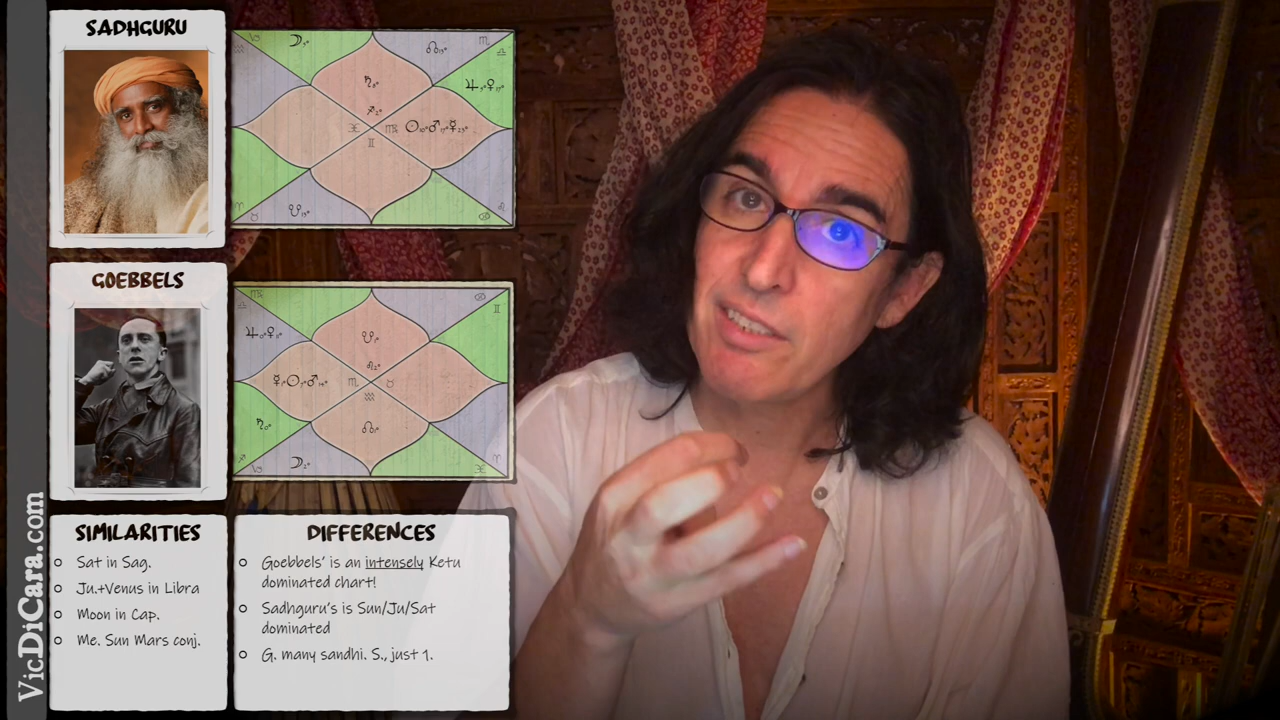 SADHGURU
GOEBBELS
SIMILARITIES
Sat in Sag.
Ju.+Venus in Libra
Moon in Cap.
Me. Sun Mars conj.
DIFFERENCES
Goebbels' is an intensely Ketu
dominated chart!
Sadhguru's is Sun/Ju/Sat
dominated
G. many sandhi. S., just 1.
VicDiCara.com